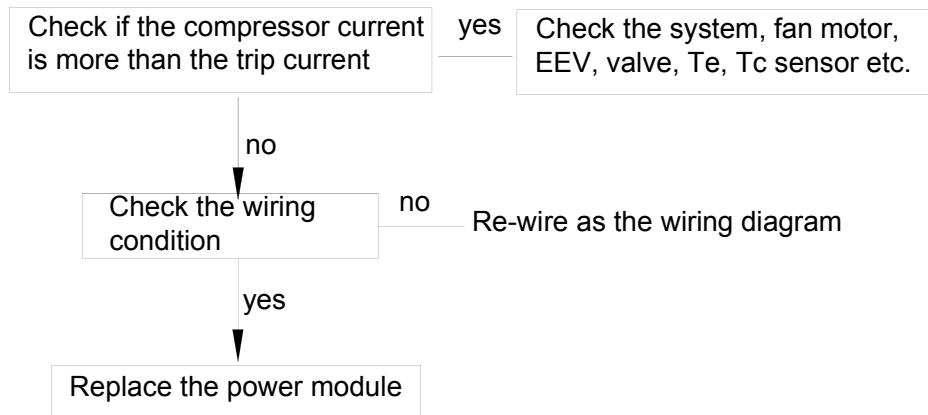 Check if the compressor current
is more than the trip current
yes
Check the system, fan motor,
EEV, valve, Te, Tc sensor etc.
no
Check the wiring
condition
no
Re-wire as the wiring diagram
yes
Replace the power module